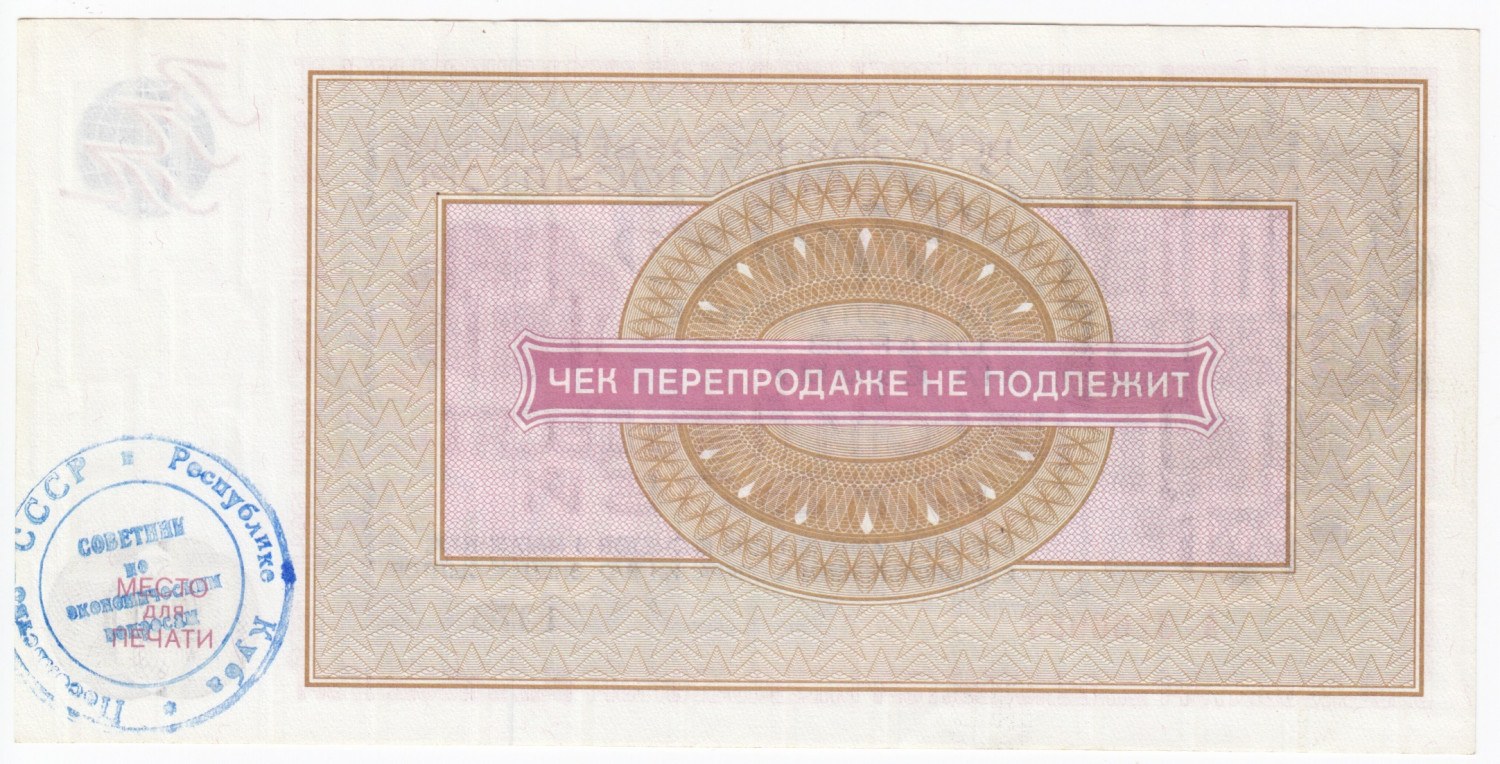 ЧЕК ПЕРЕПРОДАЖЕ НЕ ПОДЛЕЖИТ
СССР в Республике Куба * Посольство
СОВЕТНИК
по
экономическим
вопросам
МЕСТО
ДЛЯ
ПЕЧАТИ